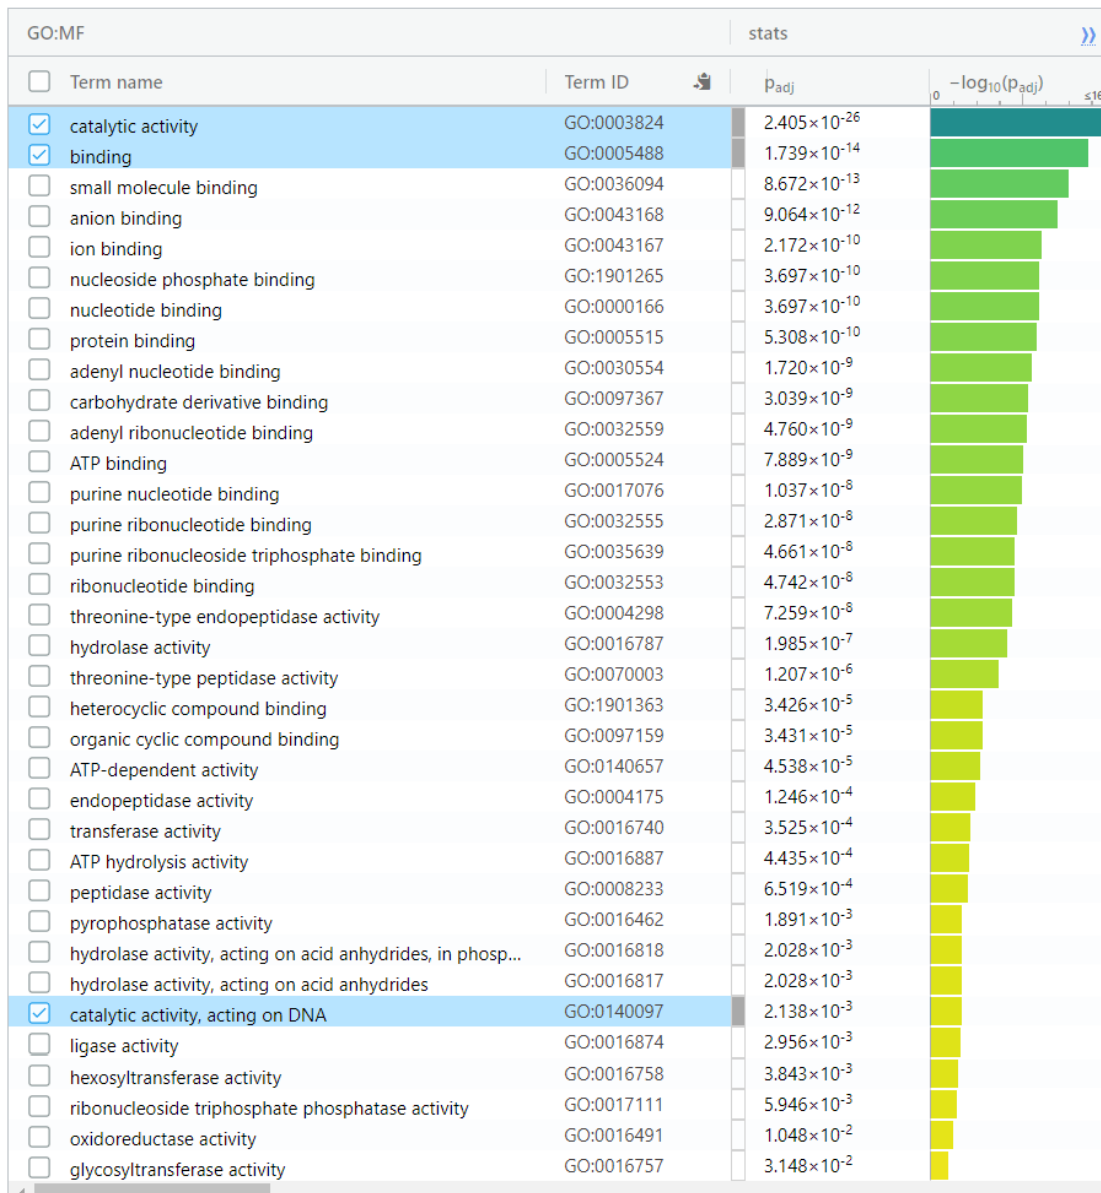 GO:MF stats »
Term name Term ID p_adj 0 −log₁₀(p_adj) ≤16
catalytic activity GO:0003824 2.405×10⁻²⁶
binding GO:0005488 1.739×10⁻¹⁴
small molecule binding GO:0036094 8.672×10⁻¹³
anion binding GO:0043168 9.064×10⁻¹²
ion binding GO:0043167 2.172×10⁻¹⁰
nucleoside phosphate binding GO:1901265 3.697×10⁻¹⁰
nucleotide binding GO:0000166 3.697×10⁻¹⁰
protein binding GO:0005515 5.308×10⁻¹⁰
adenyl nucleotide binding GO:0030554 1.720×10⁻⁹
carbohydrate derivative binding GO:0097367 3.039×10⁻⁹
adenyl ribonucleotide binding GO:0032559 4.760×10⁻⁹
ATP binding GO:0005524 7.889×10⁻⁹
purine nucleotide binding GO:0017076 1.037×10⁻⁸
purine ribonucleotide binding GO:0032555 2.871×10⁻⁸
purine ribonucleoside triphosphate binding GO:0035639 4.661×10⁻⁸
ribonucleotide binding GO:0032553 4.742×10⁻⁸
threonine-type endopeptidase activity GO:0004298 7.259×10⁻⁸
hydrolase activity GO:0016787 1.985×10⁻⁷
threonine-type peptidase activity GO:0070003 1.207×10⁻⁶
heterocyclic compound binding GO:1901363 3.426×10⁻⁵
organic cyclic compound binding GO:0097159 3.431×10⁻⁵
ATP-dependent activity GO:0140657 4.538×10⁻⁵
endopeptidase activity GO:0004175 1.246×10⁻⁴
transferase activity GO:0016740 3.525×10⁻⁴
ATP hydrolysis activity GO:0016887 4.435×10⁻⁴
peptidase activity GO:0008233 6.519×10⁻⁴
pyrophosphatase activity GO:0016462 1.891×10⁻³
hydrolase activity, acting on acid anhydrides, in phosp... GO:0016818 2.028×10⁻³
hydrolase activity, acting on acid anhydrides GO:0016817 2.028×10⁻³
catalytic activity, acting on DNA GO:0140097 2.138×10⁻³
ligase activity GO:0016874 2.956×10⁻³
hexosyltransferase activity GO:0016758 3.843×10⁻³
ribonucleoside triphosphate phosphatase activity GO:0017111 5.946×10⁻³
oxidoreductase activity GO:0016491 1.048×10⁻²
glycosyltransferase activity GO:0016757 3.148×10⁻²